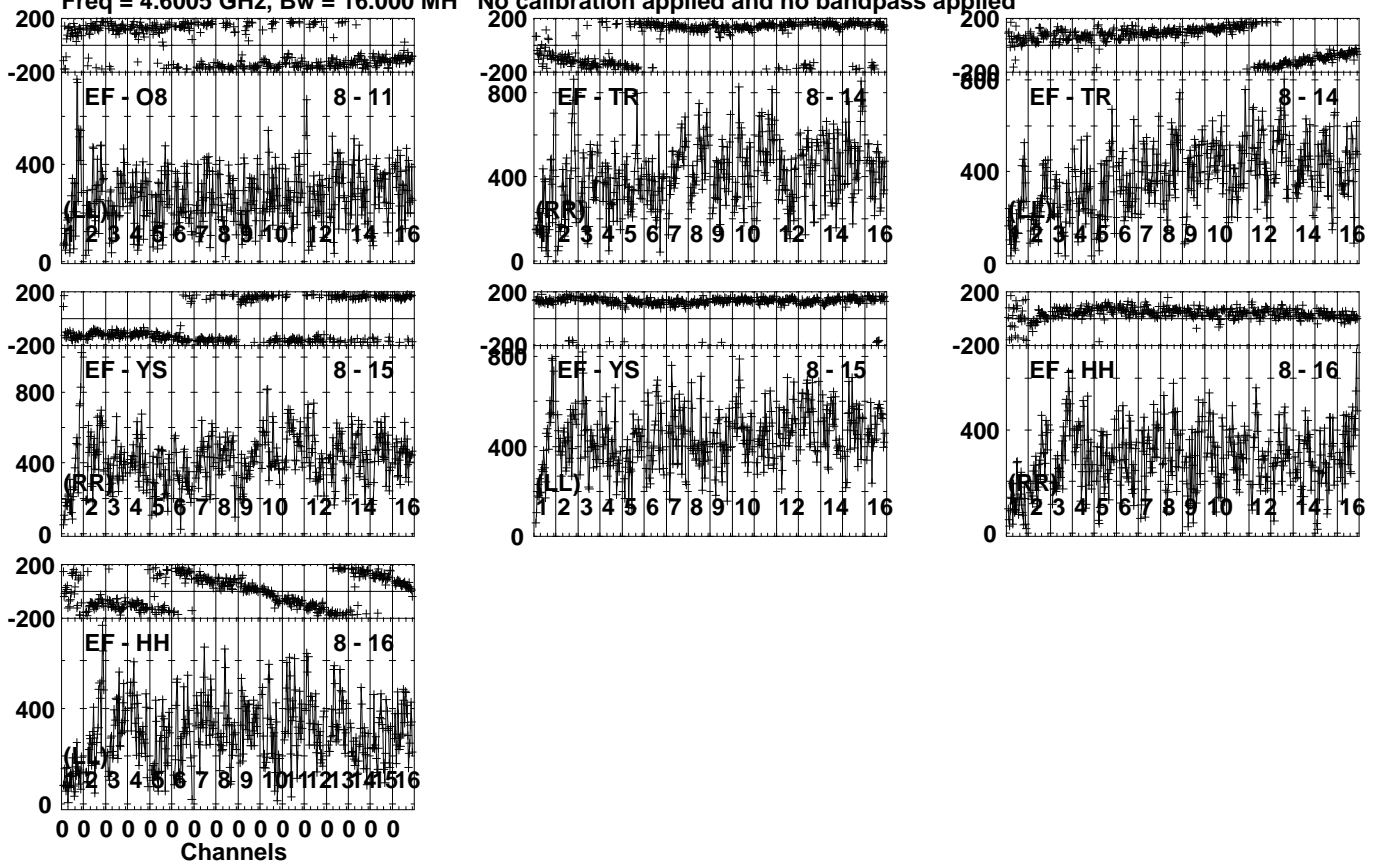 Freq = 4.6005 GHz, Bw = 16.000 MH No calibration applied and no bandpass applied
200 200 200
-200 -200 -200
EF - O8 8 - 11 800 EF - TR 8 - 14 800 EF - TR 8 - 14
400 400 400
(LL) (RR) (LL)
1 2 3 4 5 6 7 8 9 10 12 14 16 1 2 3 4 5 6 7 8 9 10 12 14 16 1 2 3 4 5 6 7 8 9 10 12 14 16
0 0 0
200 200 200
-200 -200 -200
EF - YS 8 - 15 800 EF - YS 8 - 15 EF - HH 8 - 16
800
400 400 400
(RR) (LL) (RR)
1 2 3 4 5 6 7 8 9 10 12 14 16 1 2 3 4 5 6 7 8 9 10 12 14 16 1 2 3 4 5 6 7 8 9 10 12 14 16
0 0 0
200
-200
EF - HH 8 - 16
400
(LL)
1 2 3 4 5 6 7 8 9 10 11 12 13 14 15 16
0
0 0 0 0 0 0 0 0 0 0 0 0 0 0 0 0
Channels